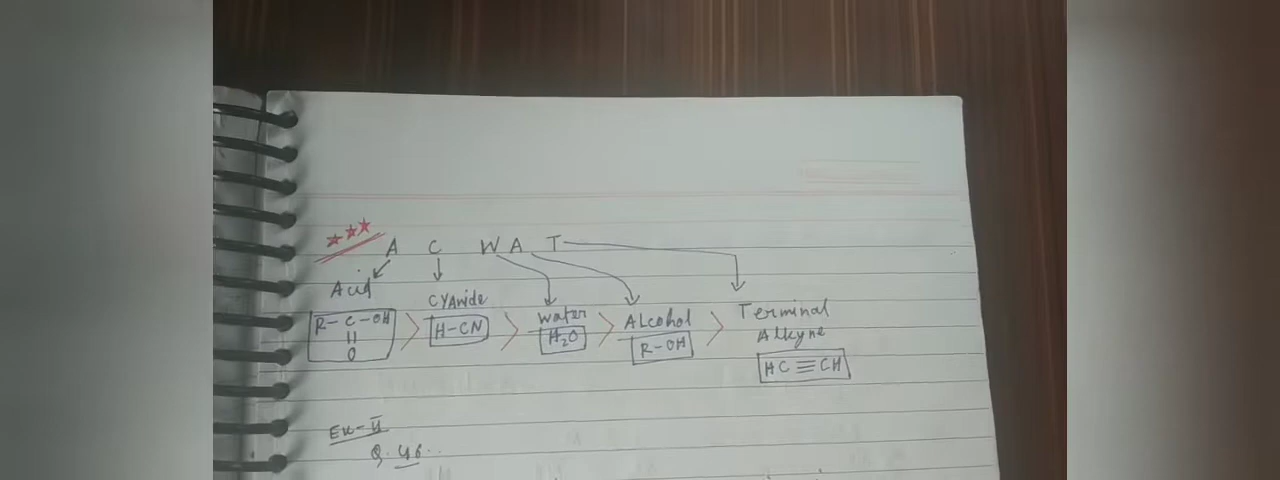 A C W A T
Acid
CYANide
Water
ALCohol
Terminal
Alkyne
R-C-OH > H-CN > H₂O > R-OH > HC≡CH
||
O
Ex-II
Q. 46..